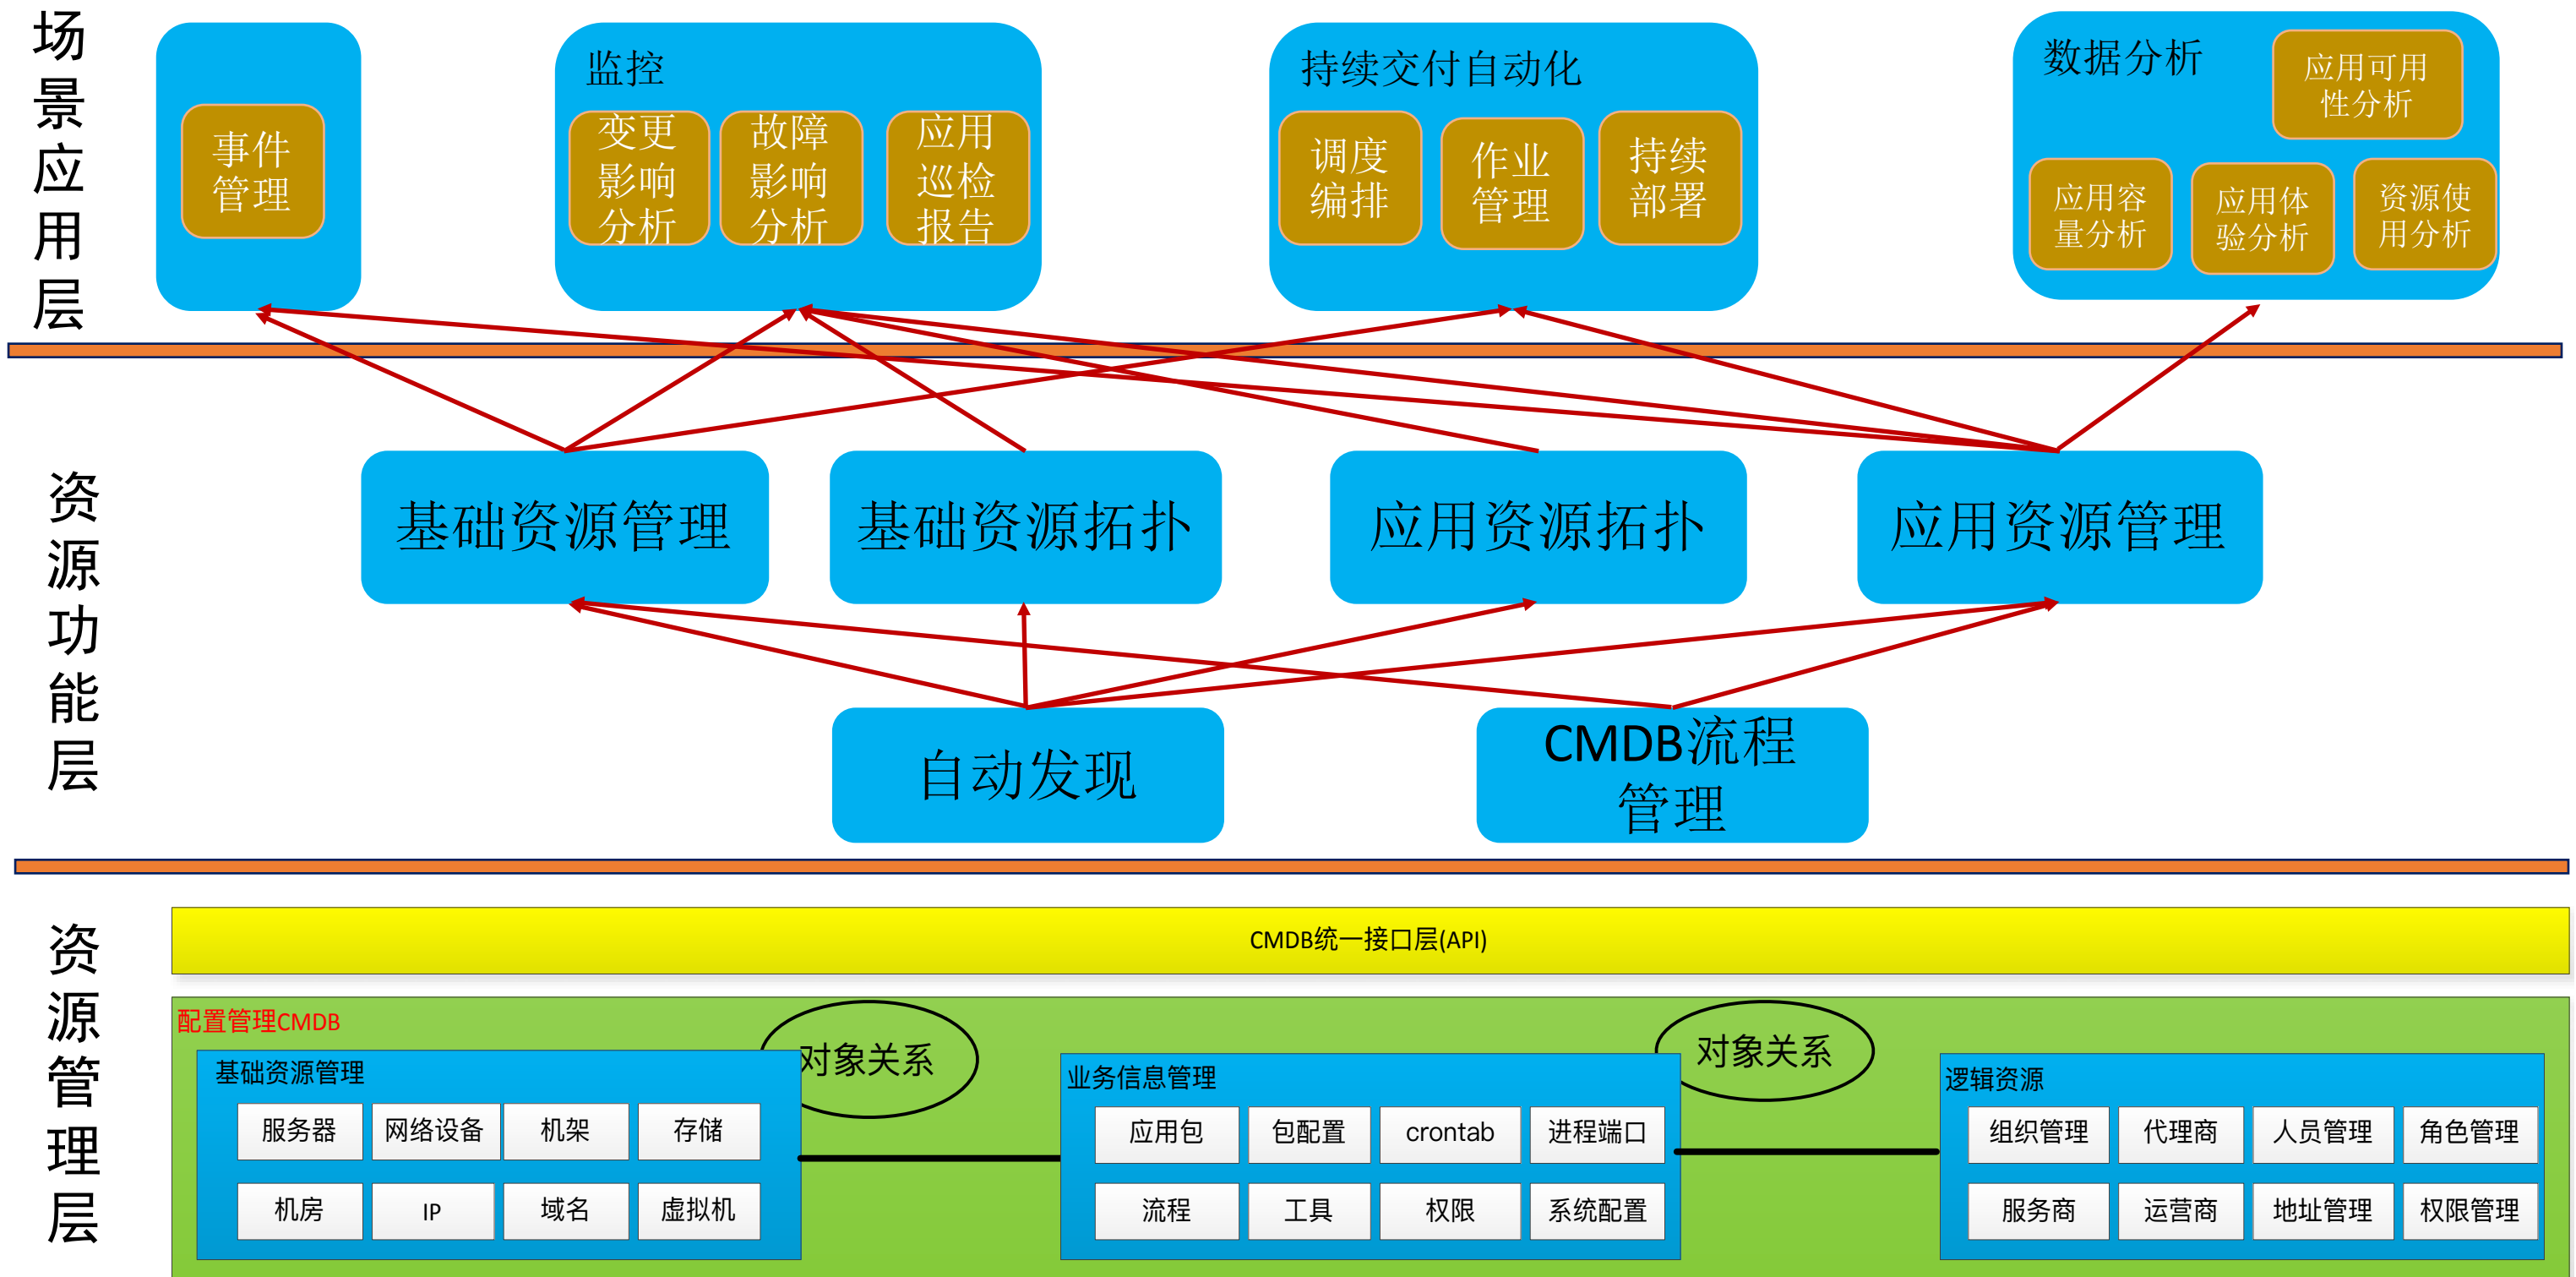 场景应用层
事件
管理
监控
变更
影响
分析
故障
影响
分析
应用
巡检
报告
持续交付自动化
调度
编排
作业
管理
持续
部署
数据分析
应用可用
性分析
应用容
量分析
应用体
验分析
资源使
用分析
资源功能层
基础资源管理
基础资源拓扑
应用资源拓扑
应用资源管理
自动发现
CMDB流程
管理
资源管理层
CMDB统一接口层(API)
配置管理CMDB
对象关系
对象关系
基础资源管理
服务器
网络设备
机架
存储
机房
IP
域名
虚拟机
业务信息管理
应用包
包配置
crontab
进程端口
流程
工具
权限
系统配置
逻辑资源
组织管理
代理商
人员管理
角色管理
服务商
运营商
地址管理
权限管理